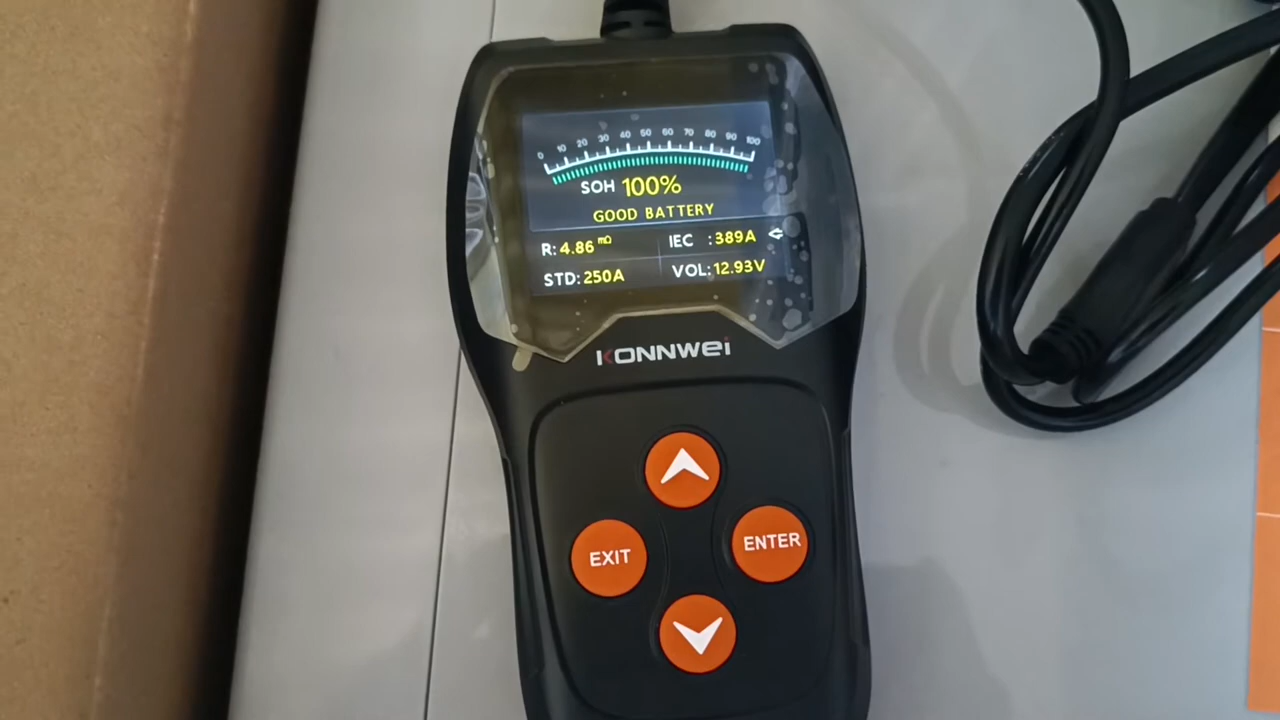 0 10 20 30 40 50 60 70 80 90 100
SOH 100%
GOOD BATTERY
R: 4.86 mΩ IEC : 389A
STD: 250A VOL: 12.93V
KONNWEI
EXIT
ENTER